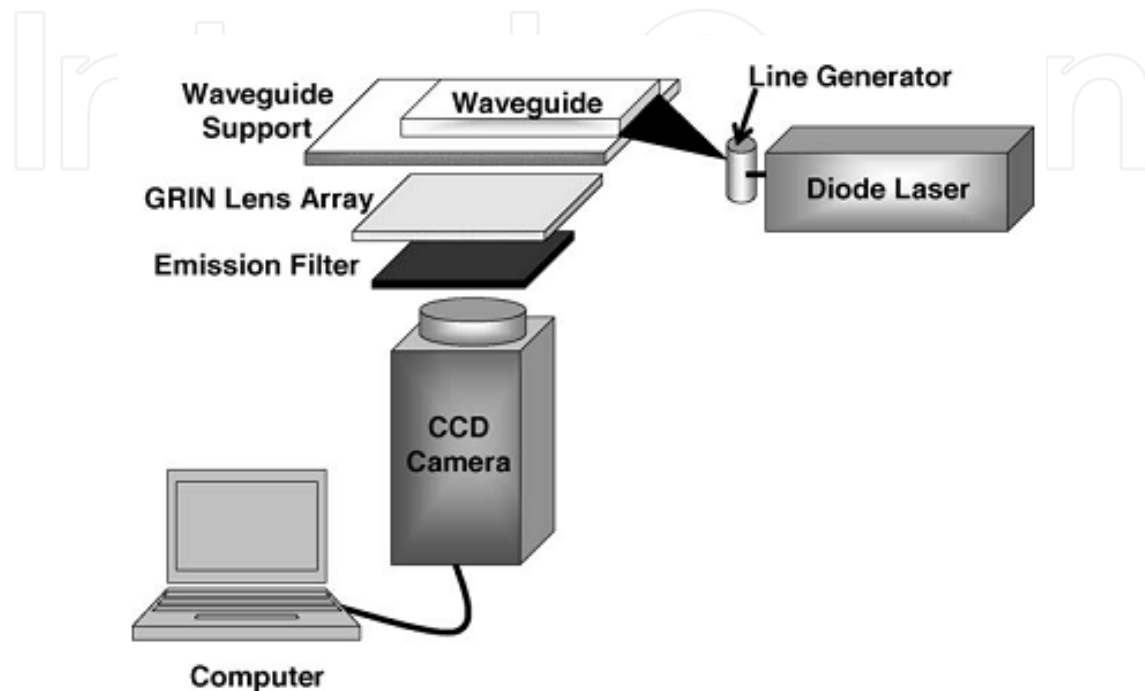 Line Generator
Waveguide
Support
Waveguide
Diode Laser
GRIN Lens Array
Emission Filter
CCD
Camera
Computer